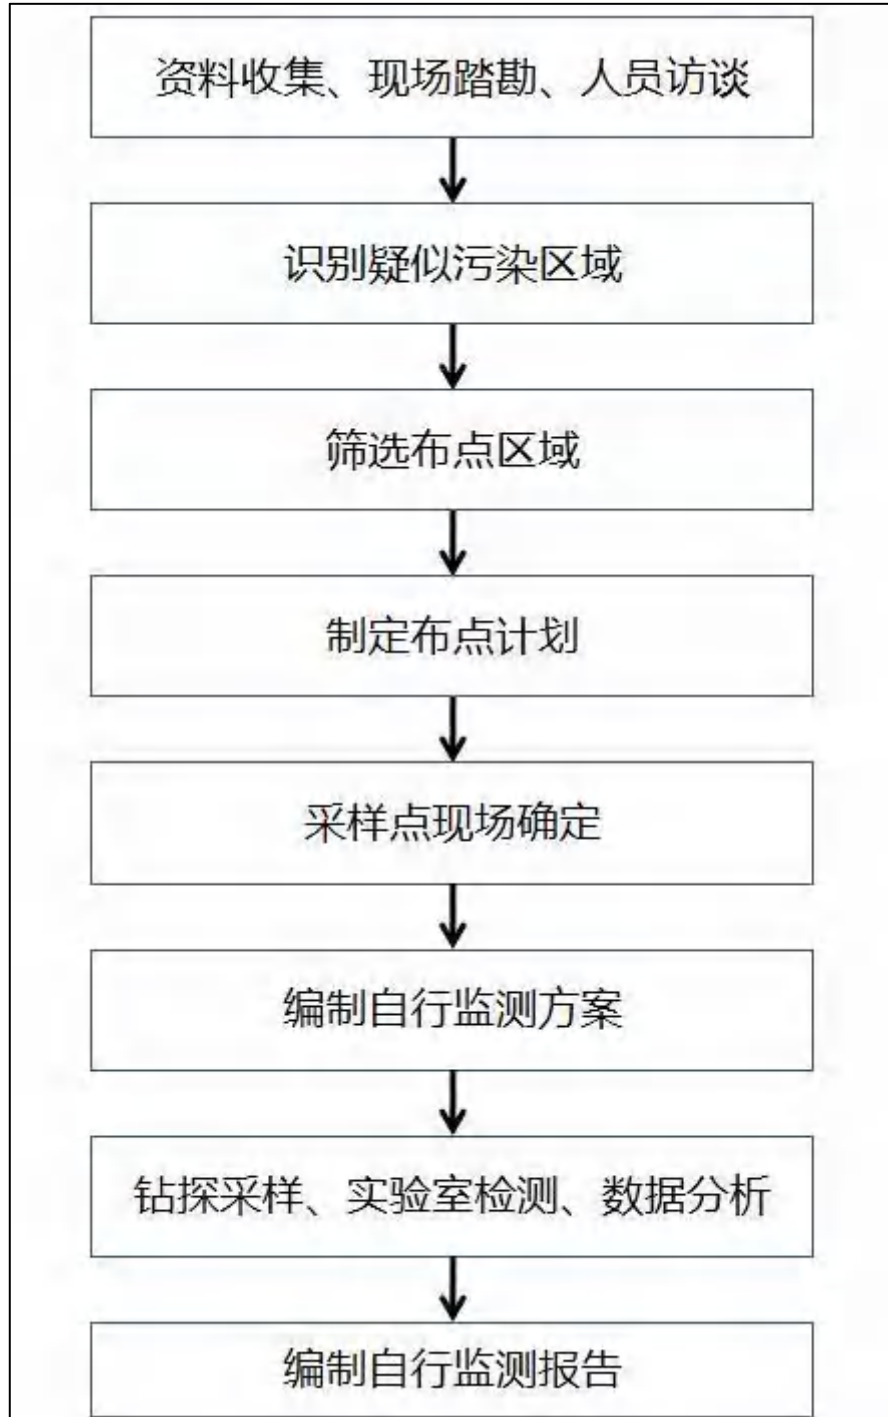 资料收集、现场踏勘、人员访谈
识别疑似污染区域
筛选布点区域
制定布点计划
采样点现场确定
编制自行监测方案
钻探采样、实验室检测、数据分析
编制自行监测报告